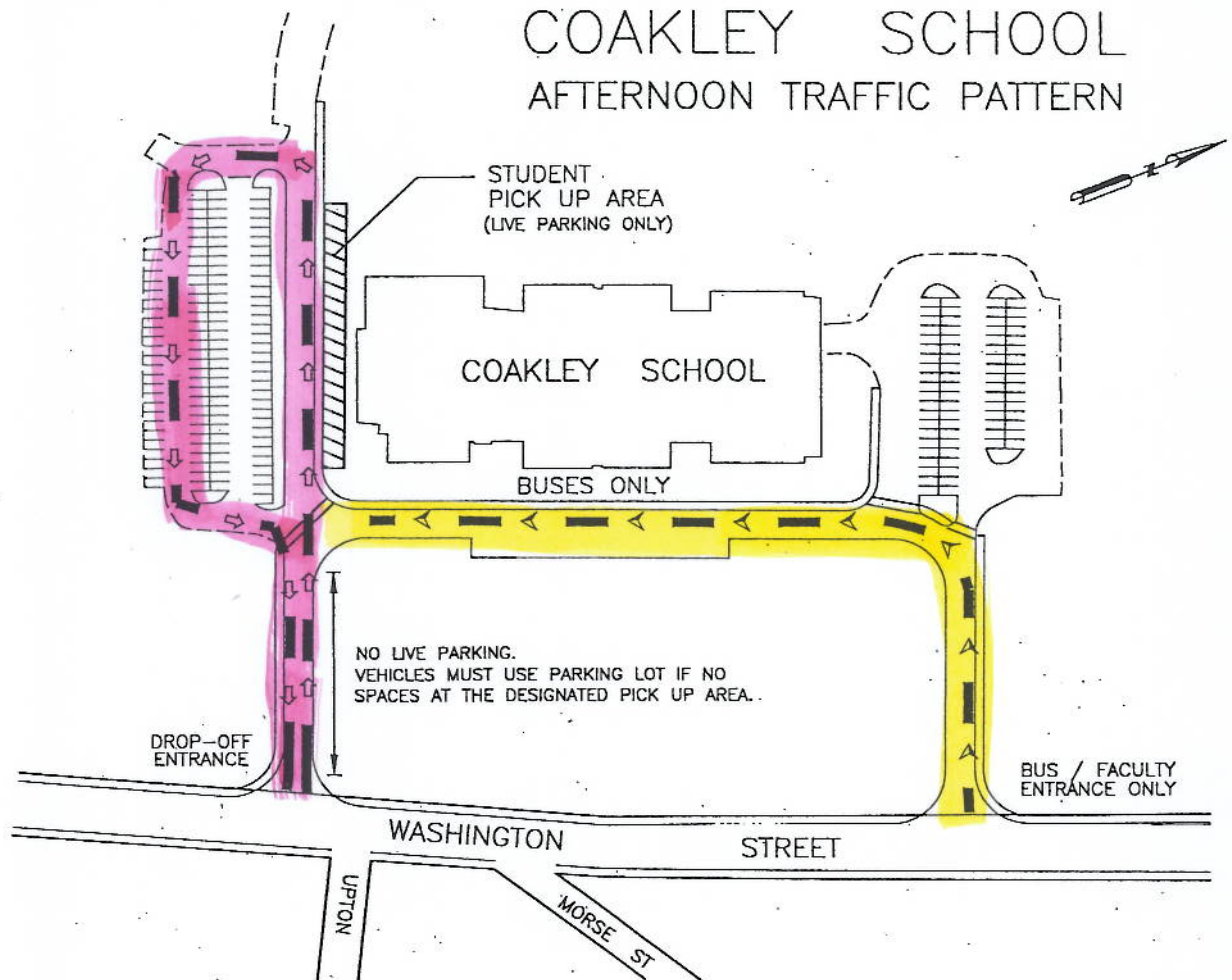 COAKLEY SCHOOL
AFTERNOON TRAFFIC PATTERN
N
STUDENT
PICK UP AREA
(LIVE PARKING ONLY)
COAKLEY SCHOOL
BUSES ONLY
NO LIVE PARKING.
VEHICLES MUST USE PARKING LOT IF NO
SPACES AT THE DESIGNATED PICK UP AREA.
DROP-OFF
ENTRANCE
BUS / FACULTY
ENTRANCE ONLY
WASHINGTON STREET
UPTON
MORSE ST